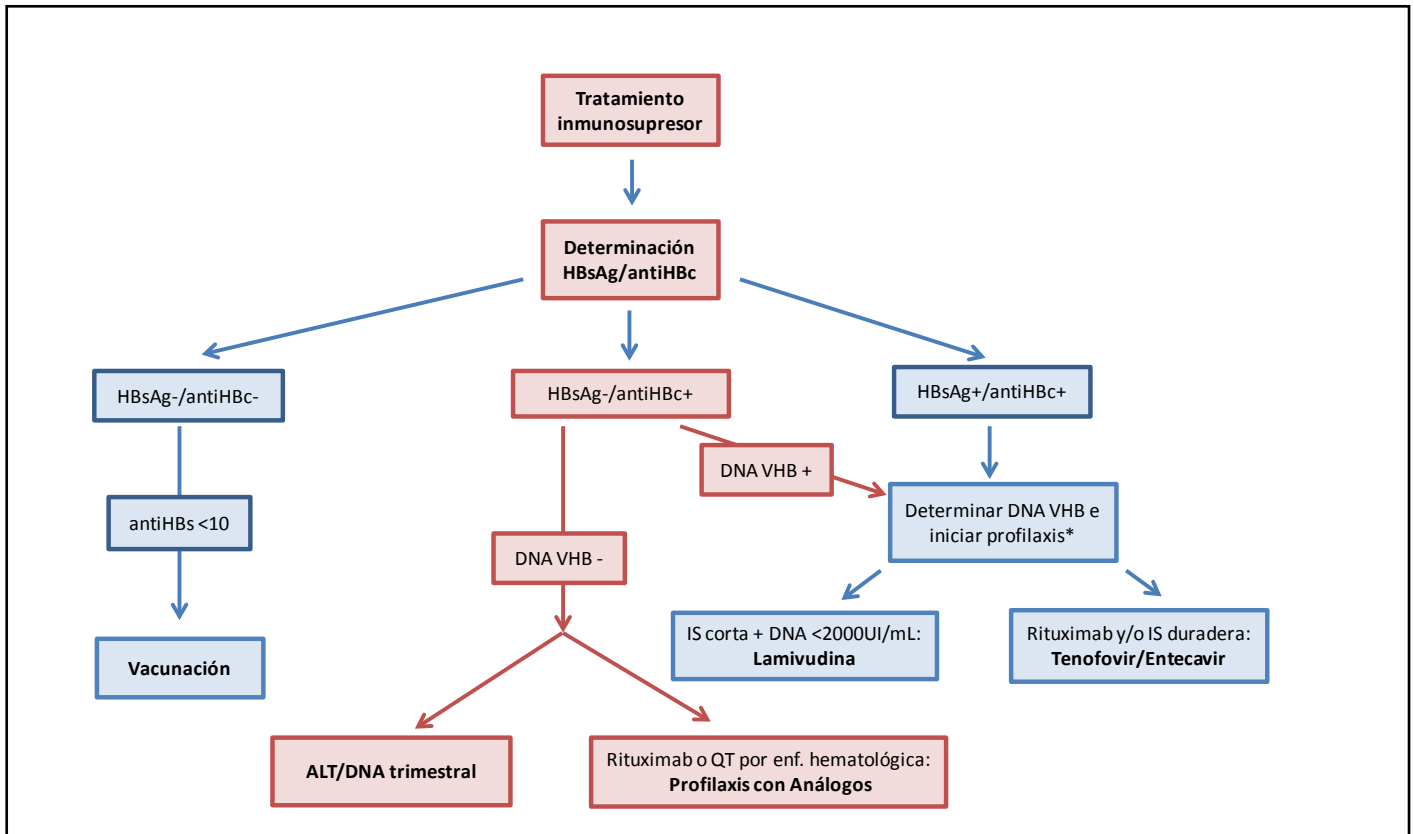 Tratamiento
inmunosupresor
Determinación
HBsAg/antiHBc
HBsAg-/antiHBc-
HBsAg-/antiHBc+
HBsAg+/antiHBc+
DNA VHB +
antiHBs <10
Determinar DNA VHB e
iniciar profilaxis*
DNA VHB -
Vacunación
IS corta + DNA <2000UI/mL:
Lamivudina
Rituximab y/o IS duradera:
Tenofovir/Entecavir
ALT/DNA trimestral
Rituximab o QT por enf. hematológica:
Profilaxis con Análogos